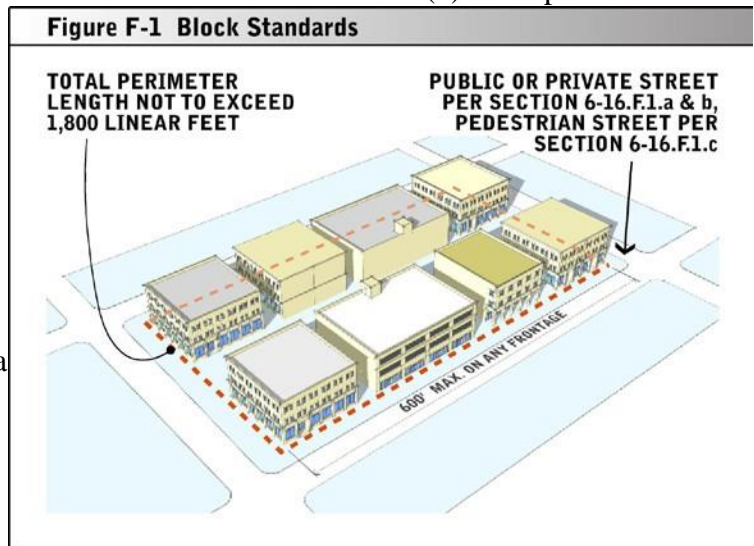 Figure F-1 Block Standards
TOTAL PERIMETER
LENGTH NOT TO EXCEED
1,800 LINEAR FEET
PUBLIC OR PRIVATE STREET
PER SECTION 6-16.F.1.a & b,
PEDESTRIAN STREET PER
SECTION 6-16.F.1.c
a
600' MAX. ON ANY FRONTAGE